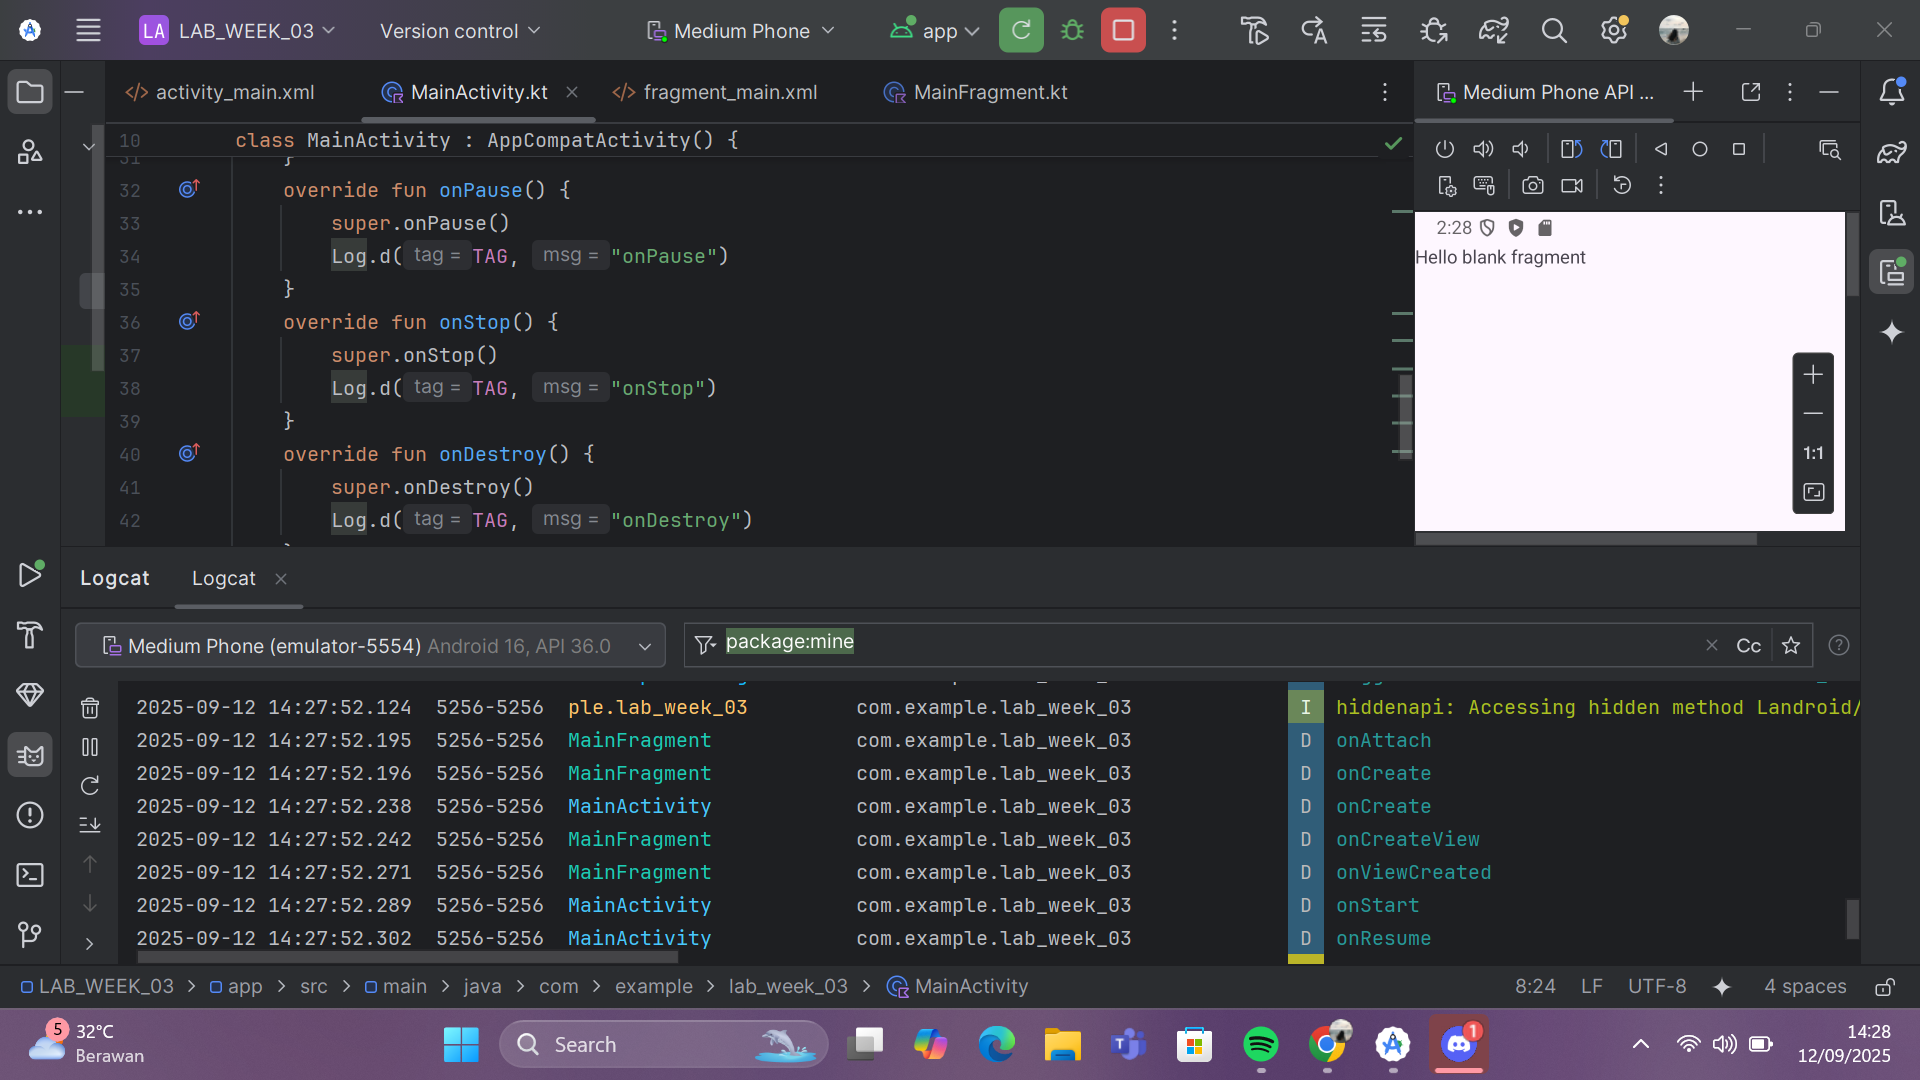 LA LAB_WEEK_03 Version control Medium Phone app
activity_main.xml MainActivity.kt fragment_main.xml MainFragment.kt
Medium Phone API ...
10 class MainActivity : AppCompatActivity() {
31 }
32 override fun onPause() {
33 super.onPause()
34 Log.d( tag = TAG, msg = "onPause")
35 }
36 override fun onStop() {
37 super.onStop()
38 Log.d( tag = TAG, msg = "onStop")
39 }
40 override fun onDestroy() {
41 super.onDestroy()
42 Log.d( tag = TAG, msg = "onDestroy")
2:28
Hello blank fragment
1:1
Logcat Logcat
Medium Phone (emulator-5554) Android 16, API 36.0 package:mine Cc
2025-09-12 14:27:52.124 5256-5256 ple.lab_week_03 com.example.lab_week_03 I hiddenapi: Accessing hidden method Landroid/
2025-09-12 14:27:52.195 5256-5256 MainFragment com.example.lab_week_03 D onAttach
2025-09-12 14:27:52.196 5256-5256 MainFragment com.example.lab_week_03 D onCreate
2025-09-12 14:27:52.238 5256-5256 MainActivity com.example.lab_week_03 D onCreate
2025-09-12 14:27:52.242 5256-5256 MainFragment com.example.lab_week_03 D onCreateView
2025-09-12 14:27:52.271 5256-5256 MainFragment com.example.lab_week_03 D onViewCreated
2025-09-12 14:27:52.289 5256-5256 MainActivity com.example.lab_week_03 D onStart
2025-09-12 14:27:52.302 5256-5256 MainActivity com.example.lab_week_03 D onResume
LAB_WEEK_03 > app > src > main > java > com > example > lab_week_03 > MainActivity 8:24 LF UTF-8 4 spaces
5 32°C
Berawan
Search
1
14:28
12/09/2025